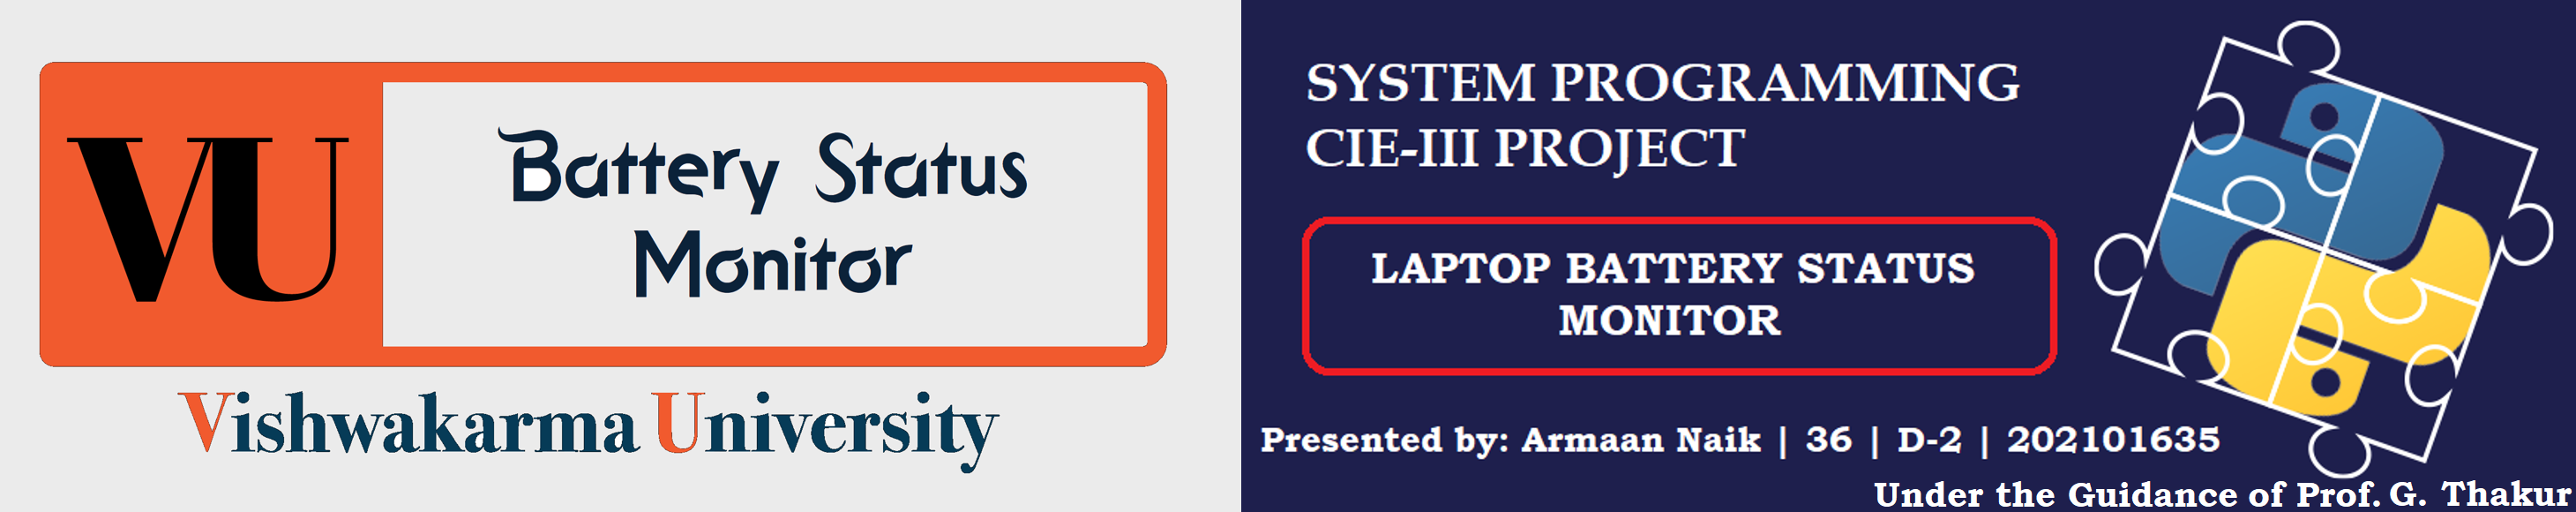 VU
Battery Status
Monitor
Vishwakarma University
SYSTEM PROGRAMMING
CIE-III PROJECT
LAPTOP BATTERY STATUS
MONITOR
Presented by: Armaan Naik | 36 | D-2 | 202101635
Under the Guidance of Prof. G. Thakur